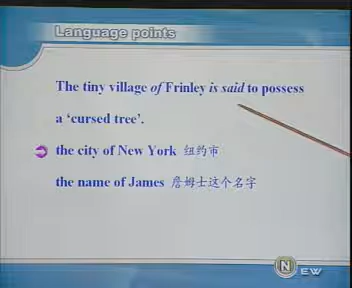 Language points
The tiny village of Frinley is said to possess
a ‘cursed tree’.
the city of New York 纽约市
the name of James 詹姆士这个名字
NEW